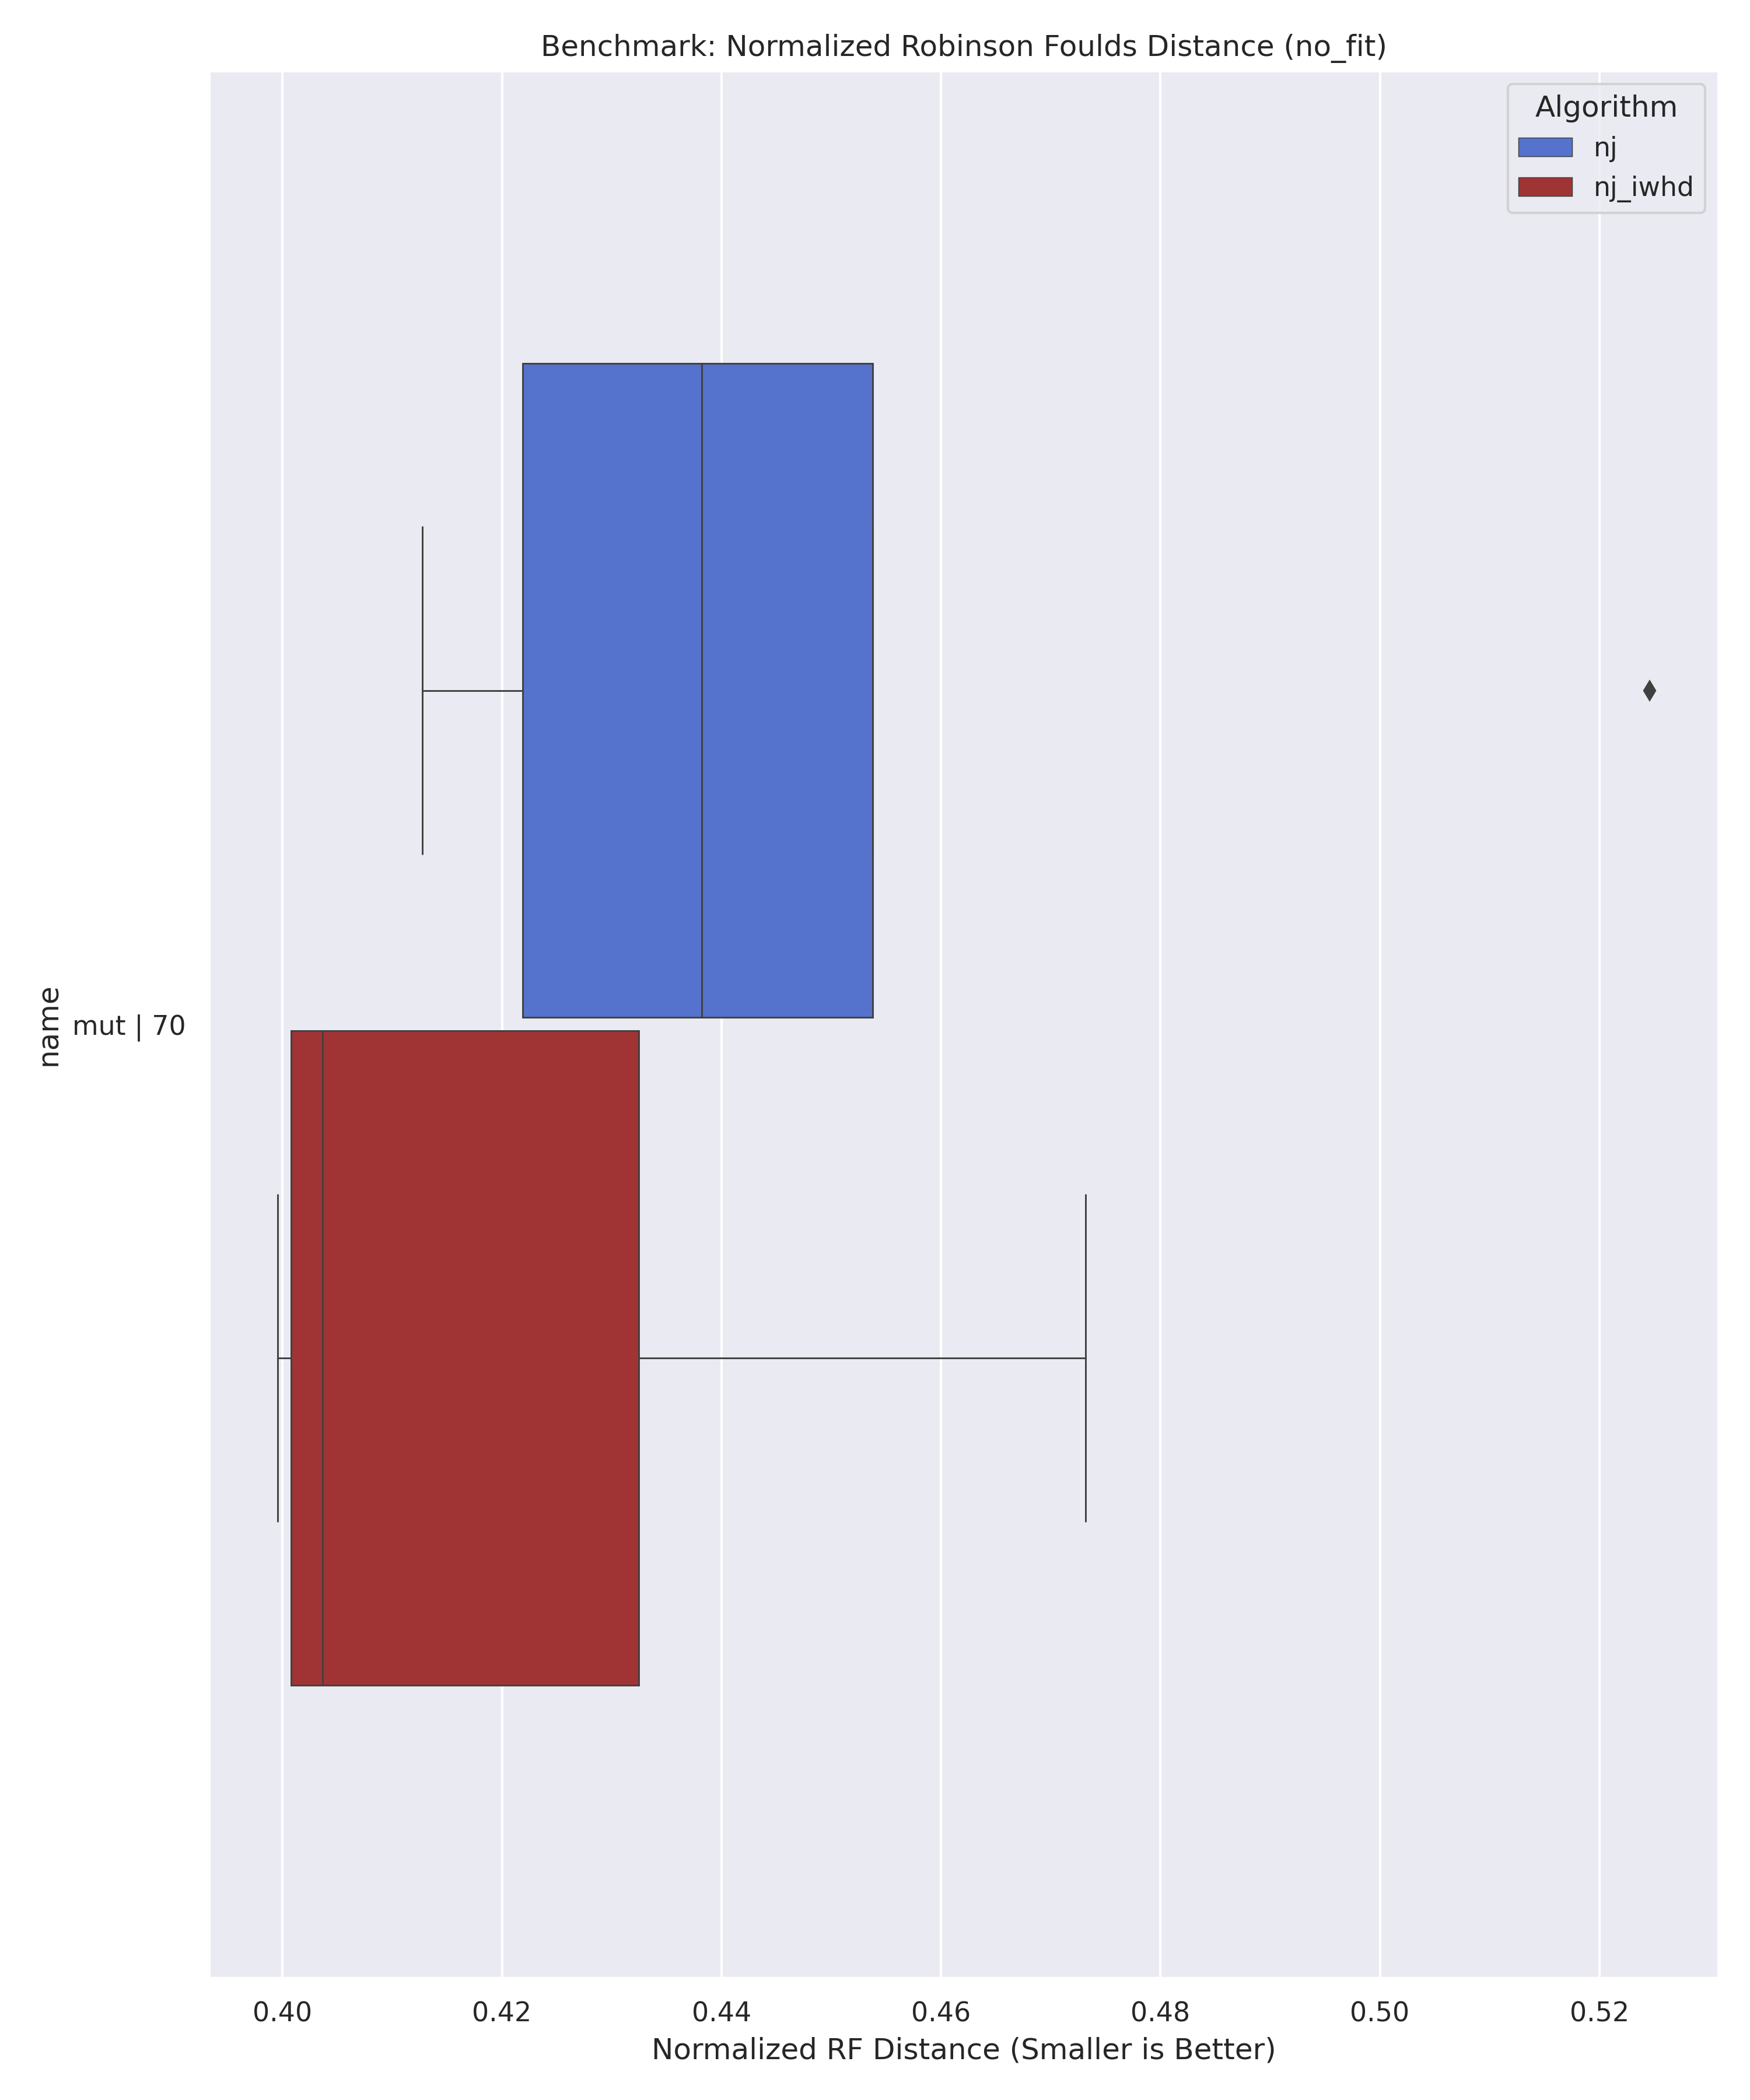 Benchmark: Normalized Robinson Foulds Distance (no_fit)
Algorithm
nj
nj_iwhd
name
mut | 70
0.40 0.42 0.44 0.46 0.48 0.50 0.52
Normalized RF Distance (Smaller is Better)